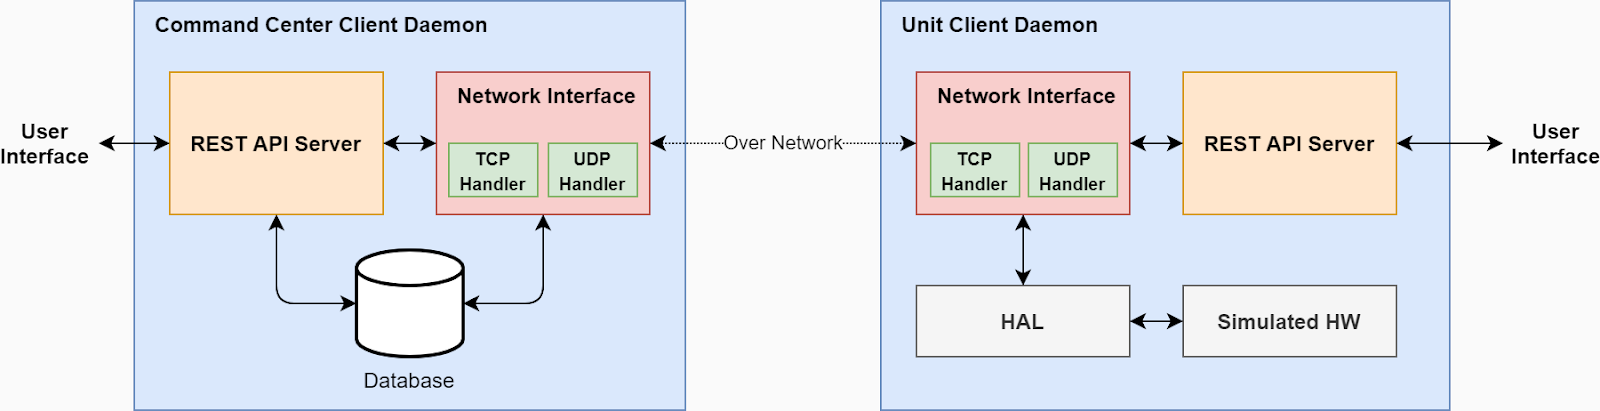 Command Center Client Daemon
User
Interface
REST API Server
Network Interface
TCP
Handler
UDP
Handler
Database
Over Network
Unit Client Daemon
Network Interface
TCP
Handler
UDP
Handler
REST API Server
HAL
Simulated HW
User
Interface